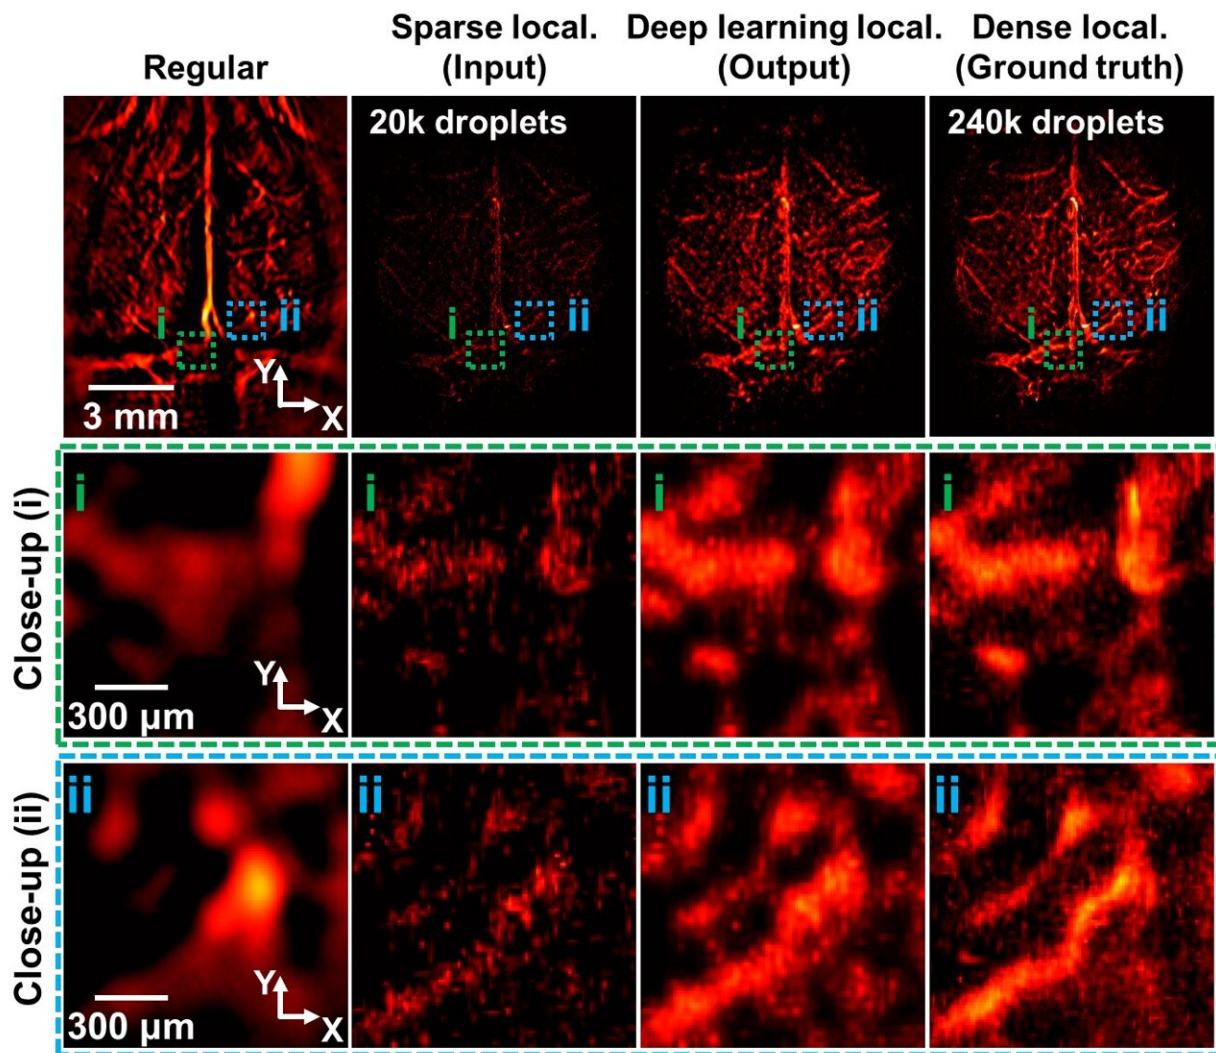 Regular
Sparse local.
(Input)
Deep learning local.
(Output)
Dense local.
(Ground truth)
20k droplets
240k droplets
i
ii
i
ii
i
ii
i
ii
3 mm
Y
X
Close-up (i)
i
i
i
i
300 µm
Y
X
Close-up (ii)
ii
ii
ii
ii
300 µm
Y
X